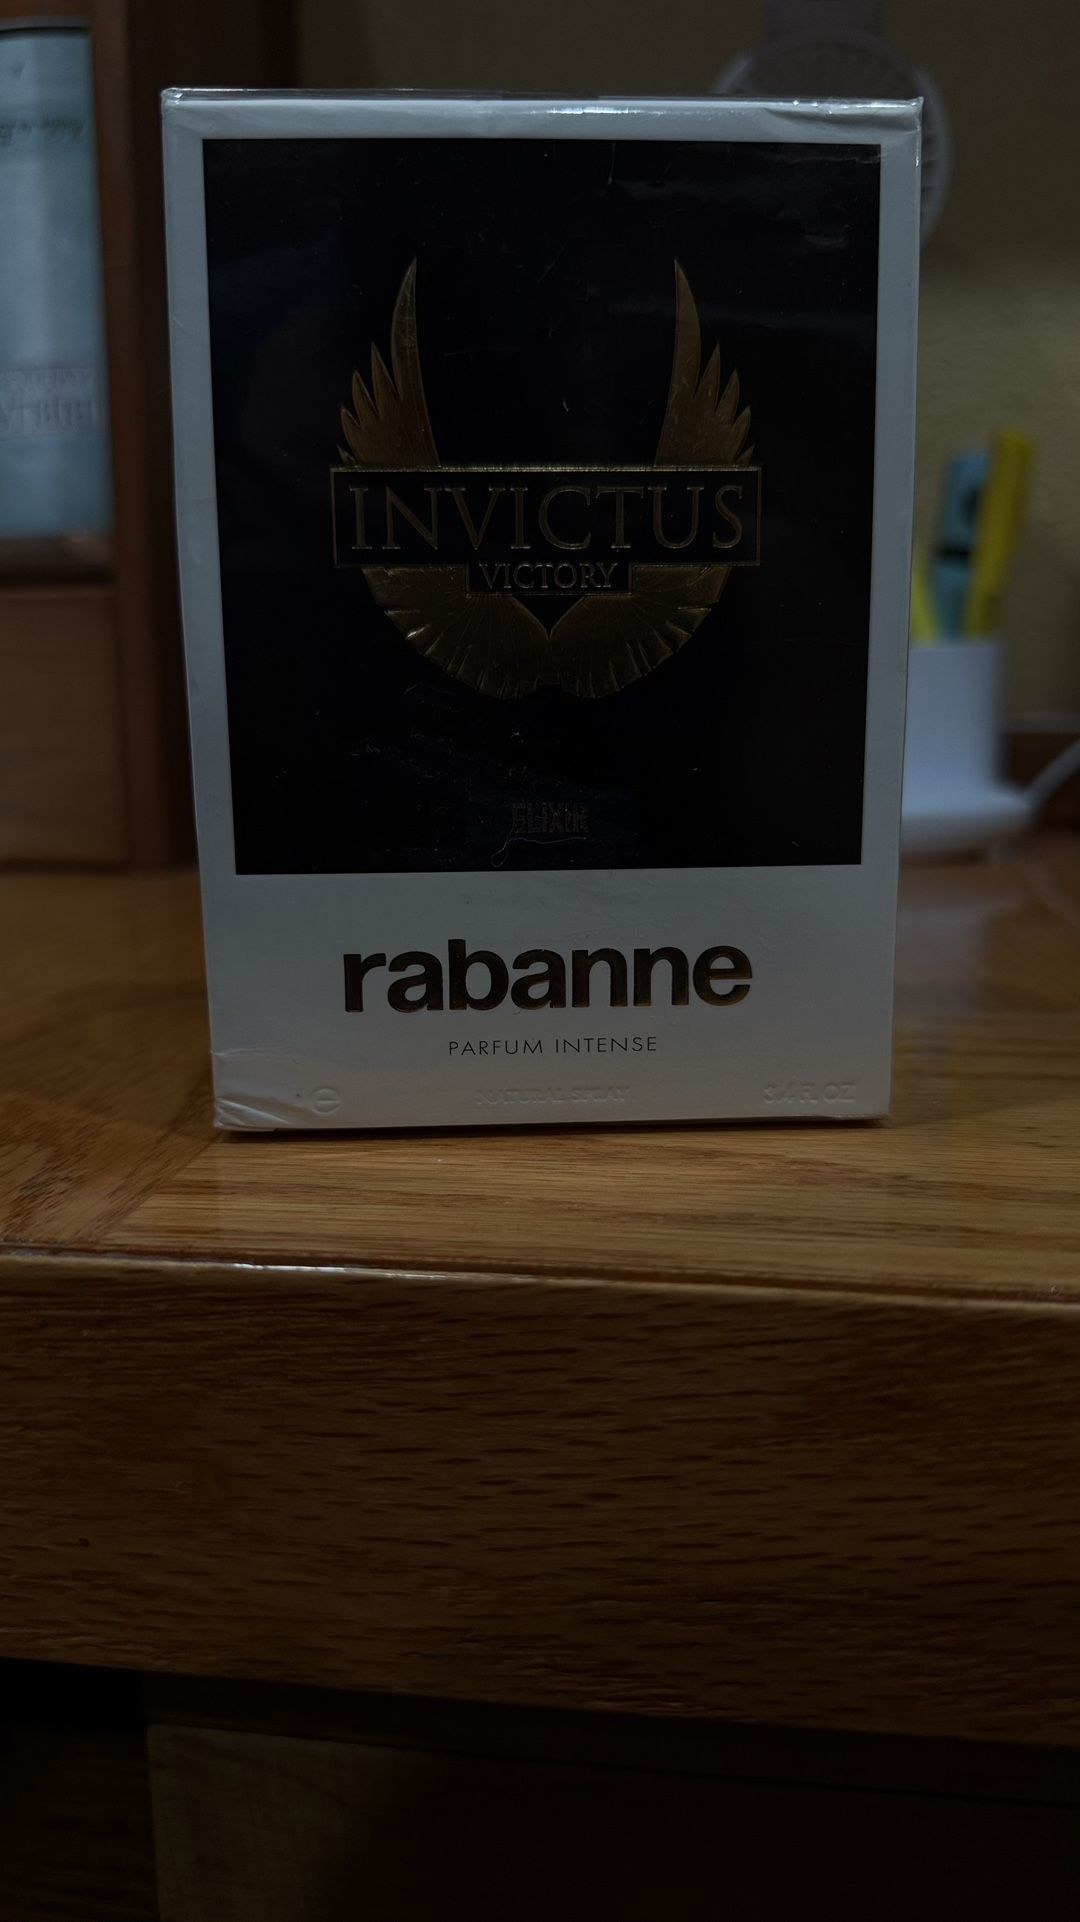 INVICTUS
VICTORY
ELIXIR
rabanne
PARFUM INTENSE
e NATURAL SPRAY 3.4 FL OZ